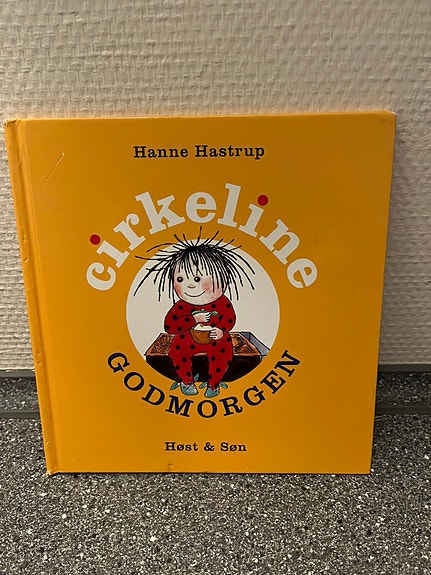 Hanne Hastrup
cirkeline
GODMORGEN
Høst & Søn